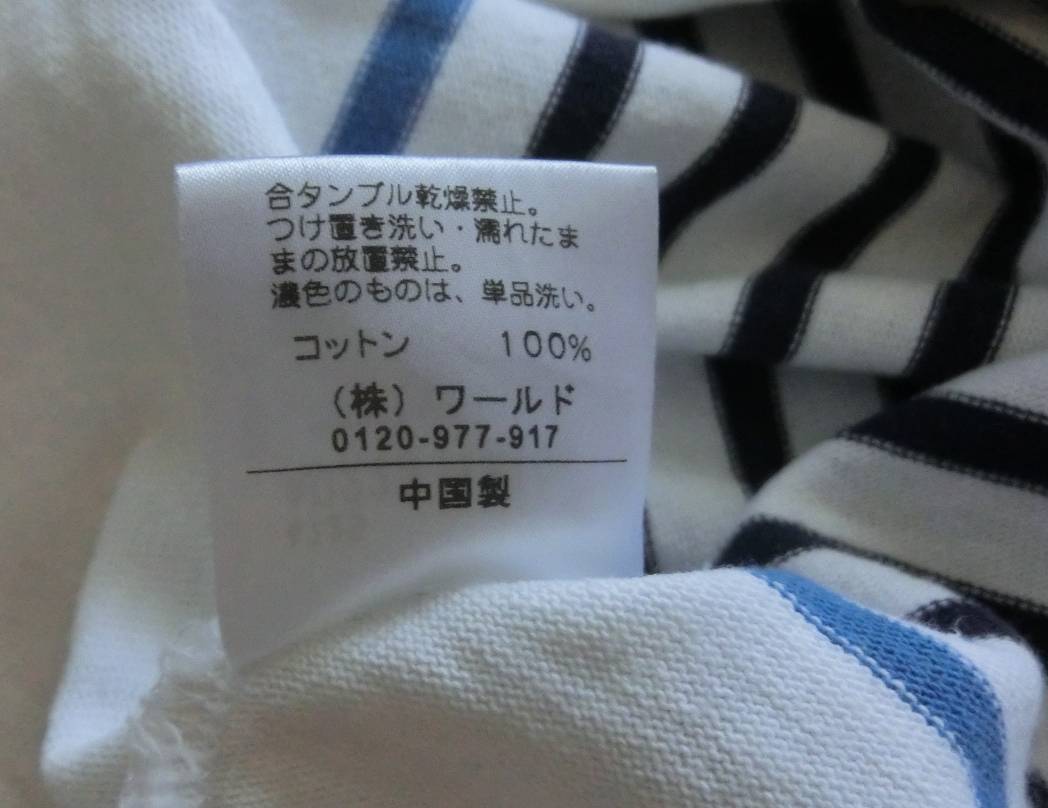 合タンブル乾燥禁止。
つけ置き洗い・濡れたま
まの放置禁止。
濃色のものは、単品洗い。
コットン 100%
(株) ワールド
0120-977-917
中国製